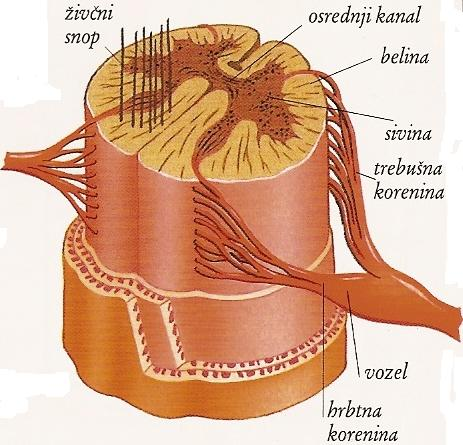 živčni
snop
osrednji kanal
belina
sivina
trebušna
korenina
vozel
hrbtna
korenina